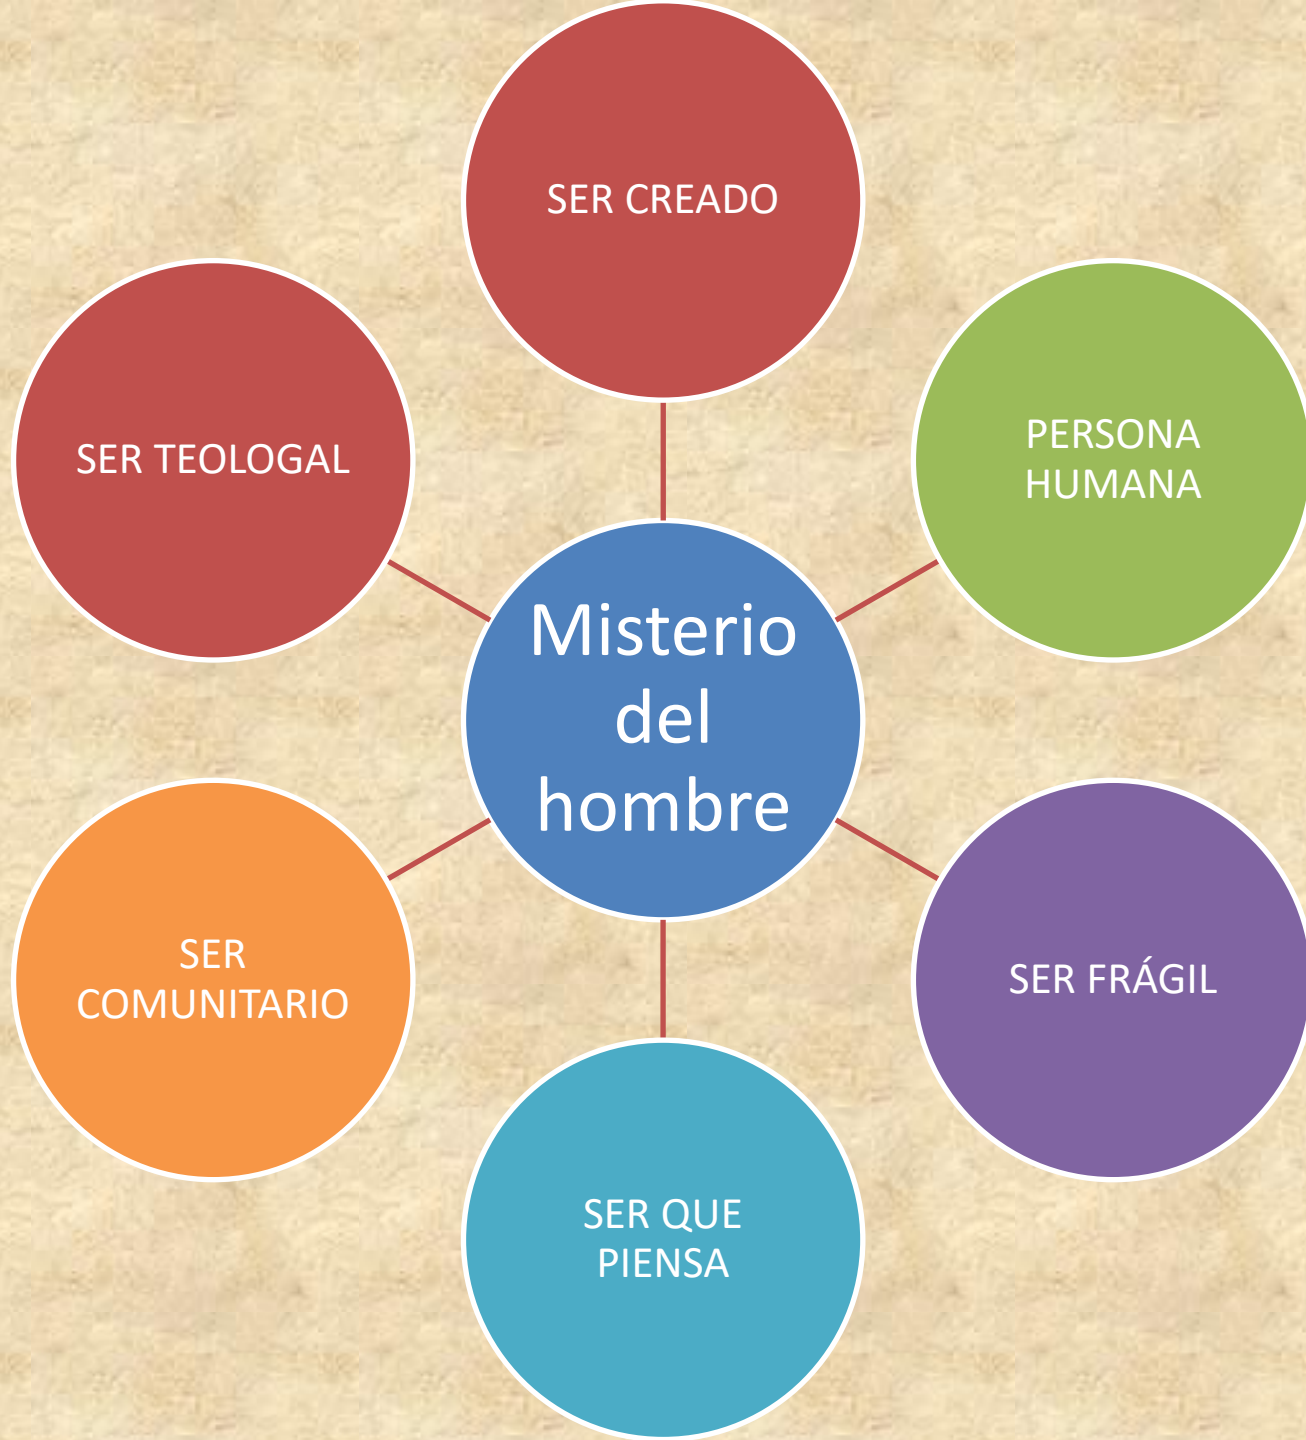 SER CREADO
SER TEOLOGAL
PERSONA
HUMANA
Misterio
del
hombre
SER
COMUNITARIO
SER FRÁGIL
SER QUE
PIENSA